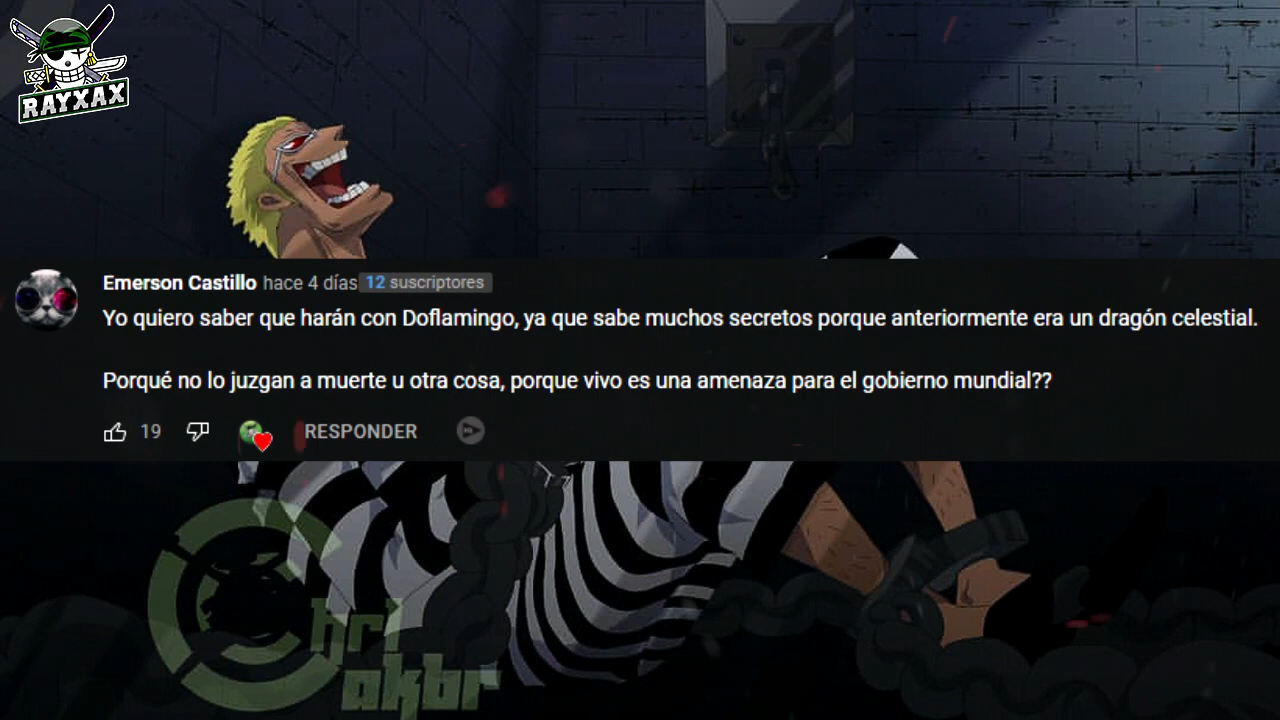 RAYXAX
Emerson Castillo hace 4 días 12 suscriptores
Yo quiero saber que harán con Doflamingo, ya que sabe muchos secretos porque anteriormente era un dragón celestial.
Porqué no lo juzgan a muerte u otra cosa, porque vivo es una amenaza para el gobierno mundial??
19 RESPONDER
Chrl
akbr